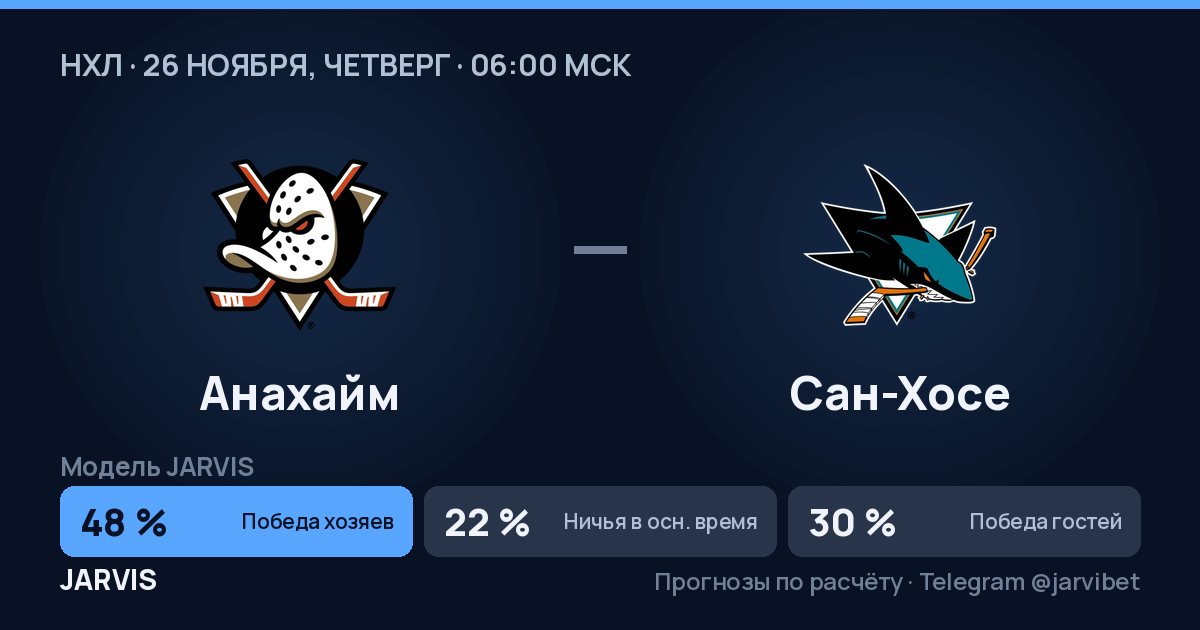 НХЛ · 26 НОЯБРЯ, ЧЕТВЕРГ · 06:00 МСК
—
Анахайм
Сан-Хосе
Модель JARVIS
48 % Победа хозяев
22 % Ничья в осн. время
30 % Победа гостей
JARVIS
Прогнозы по расчёту · Telegram @jarvibet